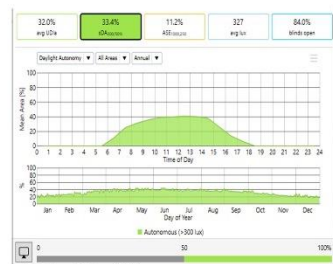 32.0% 33.4% 11.2% 327 84.0%
avg UDIa sDA ASE avg lux blinds open
Daylight Autonomy ▼ All Areas ▼ Annual ▼
Mean Area [%]
100
80
60
40
20
0
0 1 2 3 4 5 6 7 8 9 10 11 12 13 14 15 16 17 18 19 20 21 22 23 24
Time of Day
%
100
80
60
40
20
0
Jan Feb Mar Apr May Jun Jul Aug Sep Oct Nov Dec
Day of Year
Autonomous (>300 lux)
0 50 100%